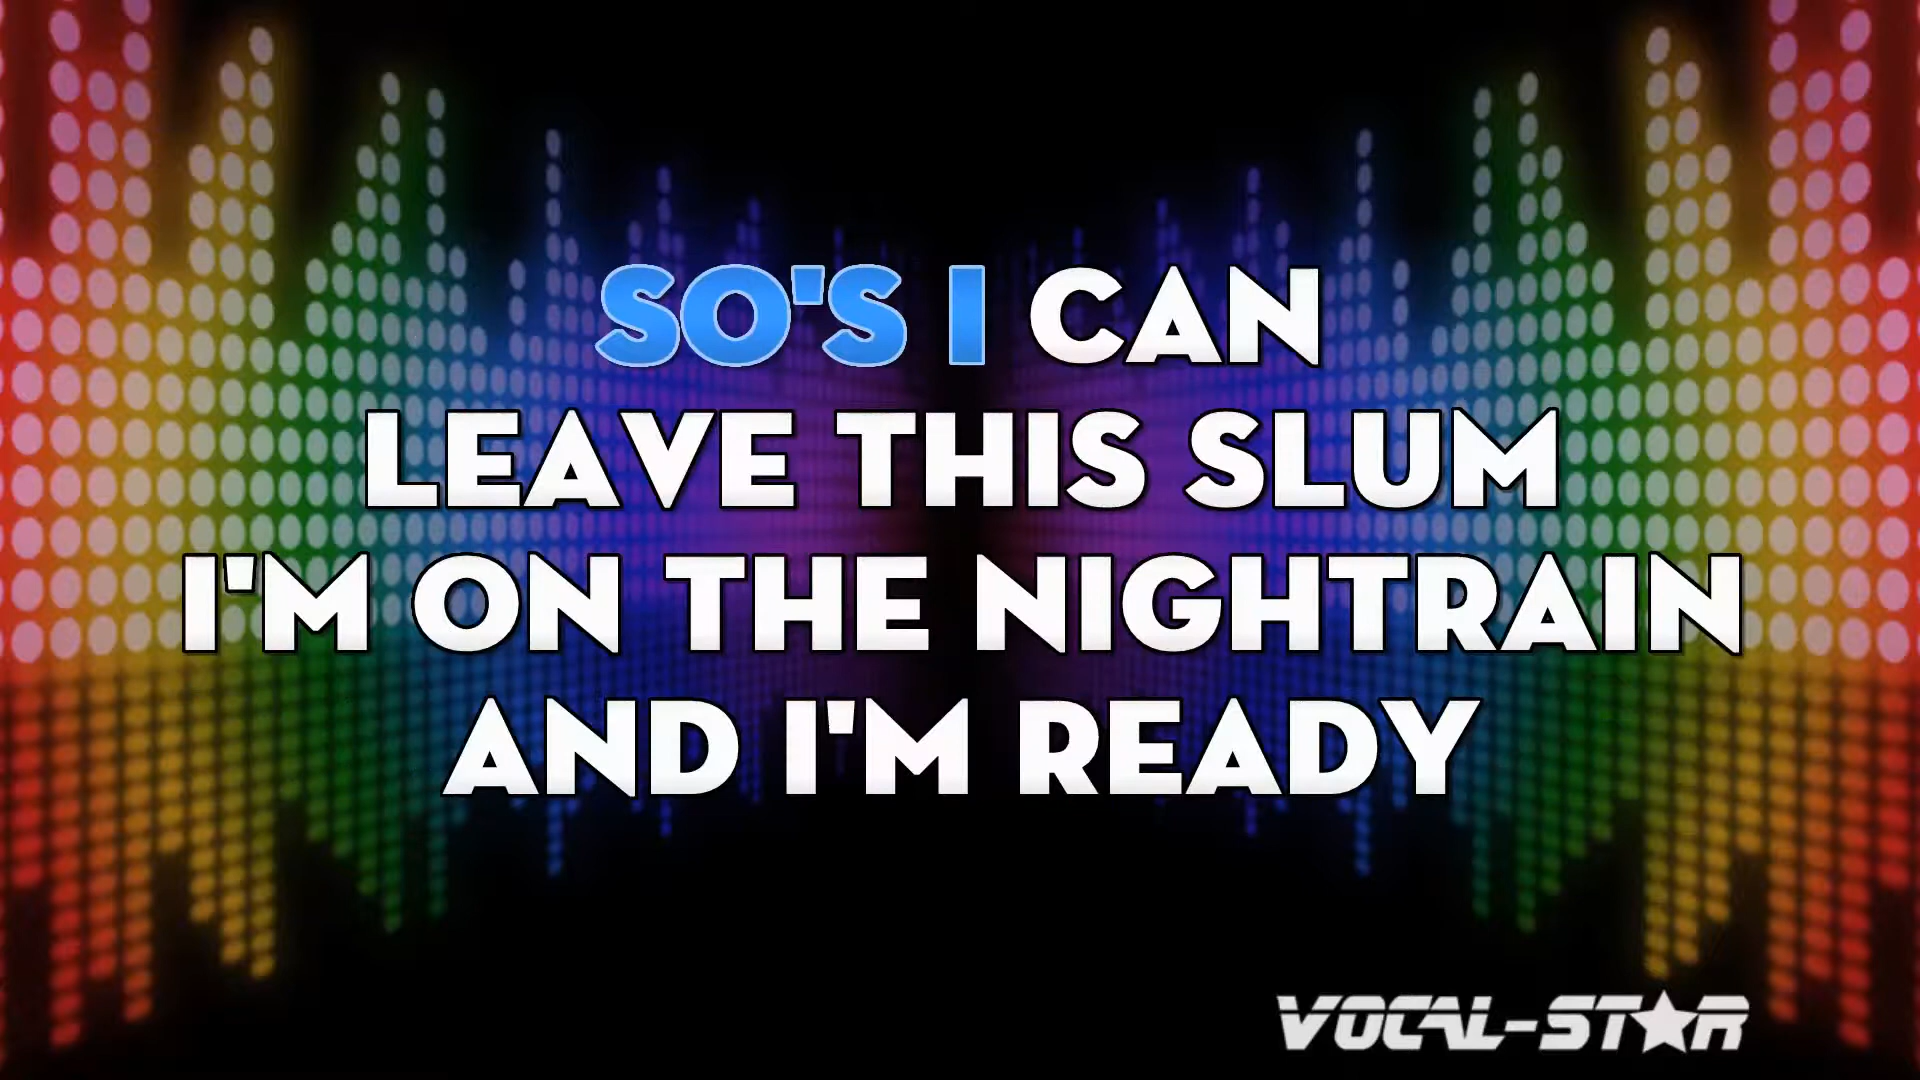 SO'S I CAN
LEAVE THIS SLUM
I'M ON THE NIGHTRAIN
AND I'M READY
VOCAL-STAR